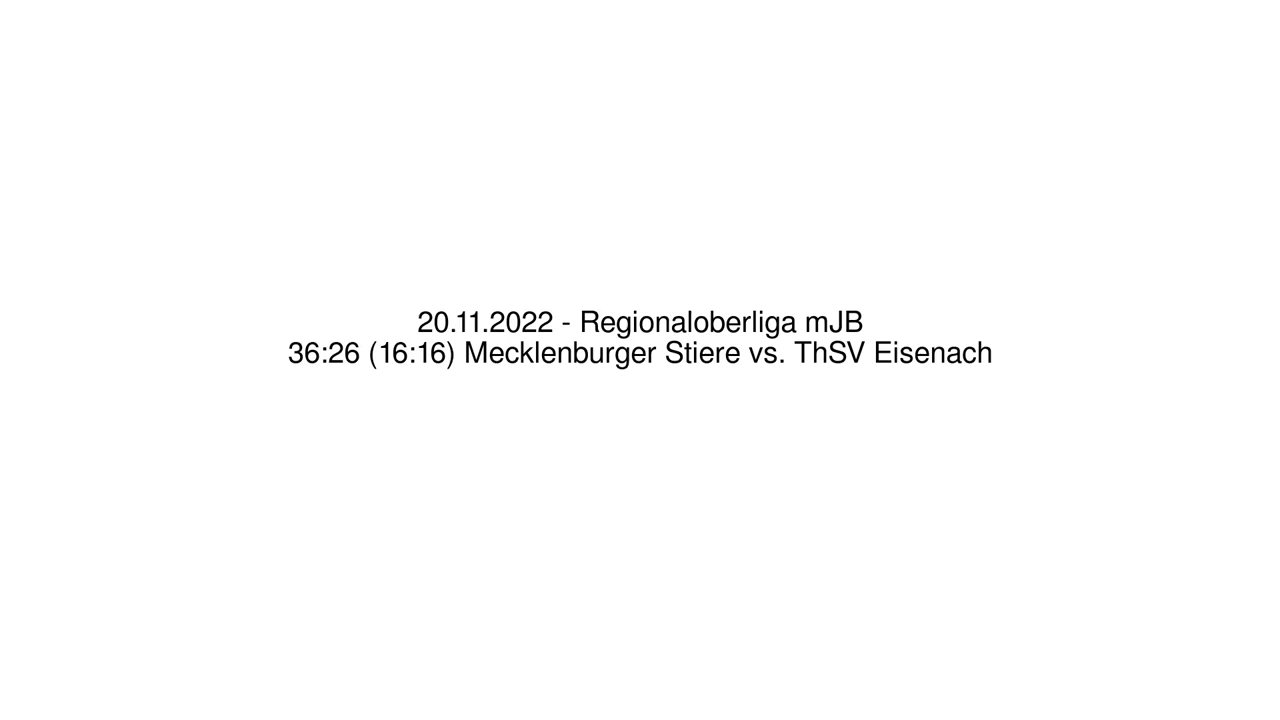 20.11.2022 - Regionaloberliga mJB
36:26 (16:16) Mecklenburger Stiere vs. ThSV Eisenach